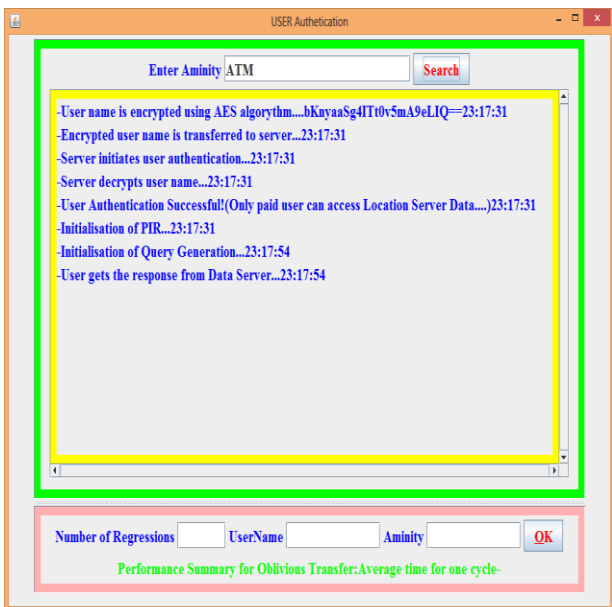 USER Authetication
Enter Aminity ATM Search
-User name is encrypted using AES algorythm....bKnyaaSg4ITt0v5mA9eLIQ==23:17:31
-Encrypted user name is transferred to server...23:17:31
-Server initiates user authentication...23:17:31
-Server decrypts user name...23:17:31
-User Authentication Successful!(Only paid user can access Location Server Data....)23:17:31
-Initialisation of PIR...23:17:31
-Initialisation of Query Generation...23:17:54
-User gets the response from Data Server...23:17:54
Number of Regressions UserName Aminity OK
Performance Summary for Oblivious Transfer:Average time for one cycle-